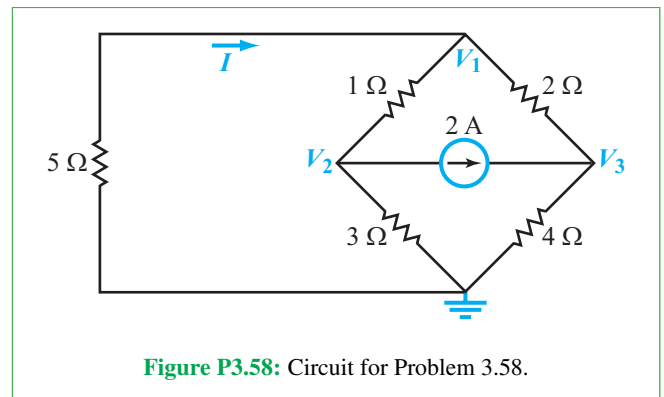 I
V₁
1 Ω
2 Ω
2 A
5 Ω
V₂
V₃
3 Ω
4 Ω
Figure P3.58: Circuit for Problem 3.58.